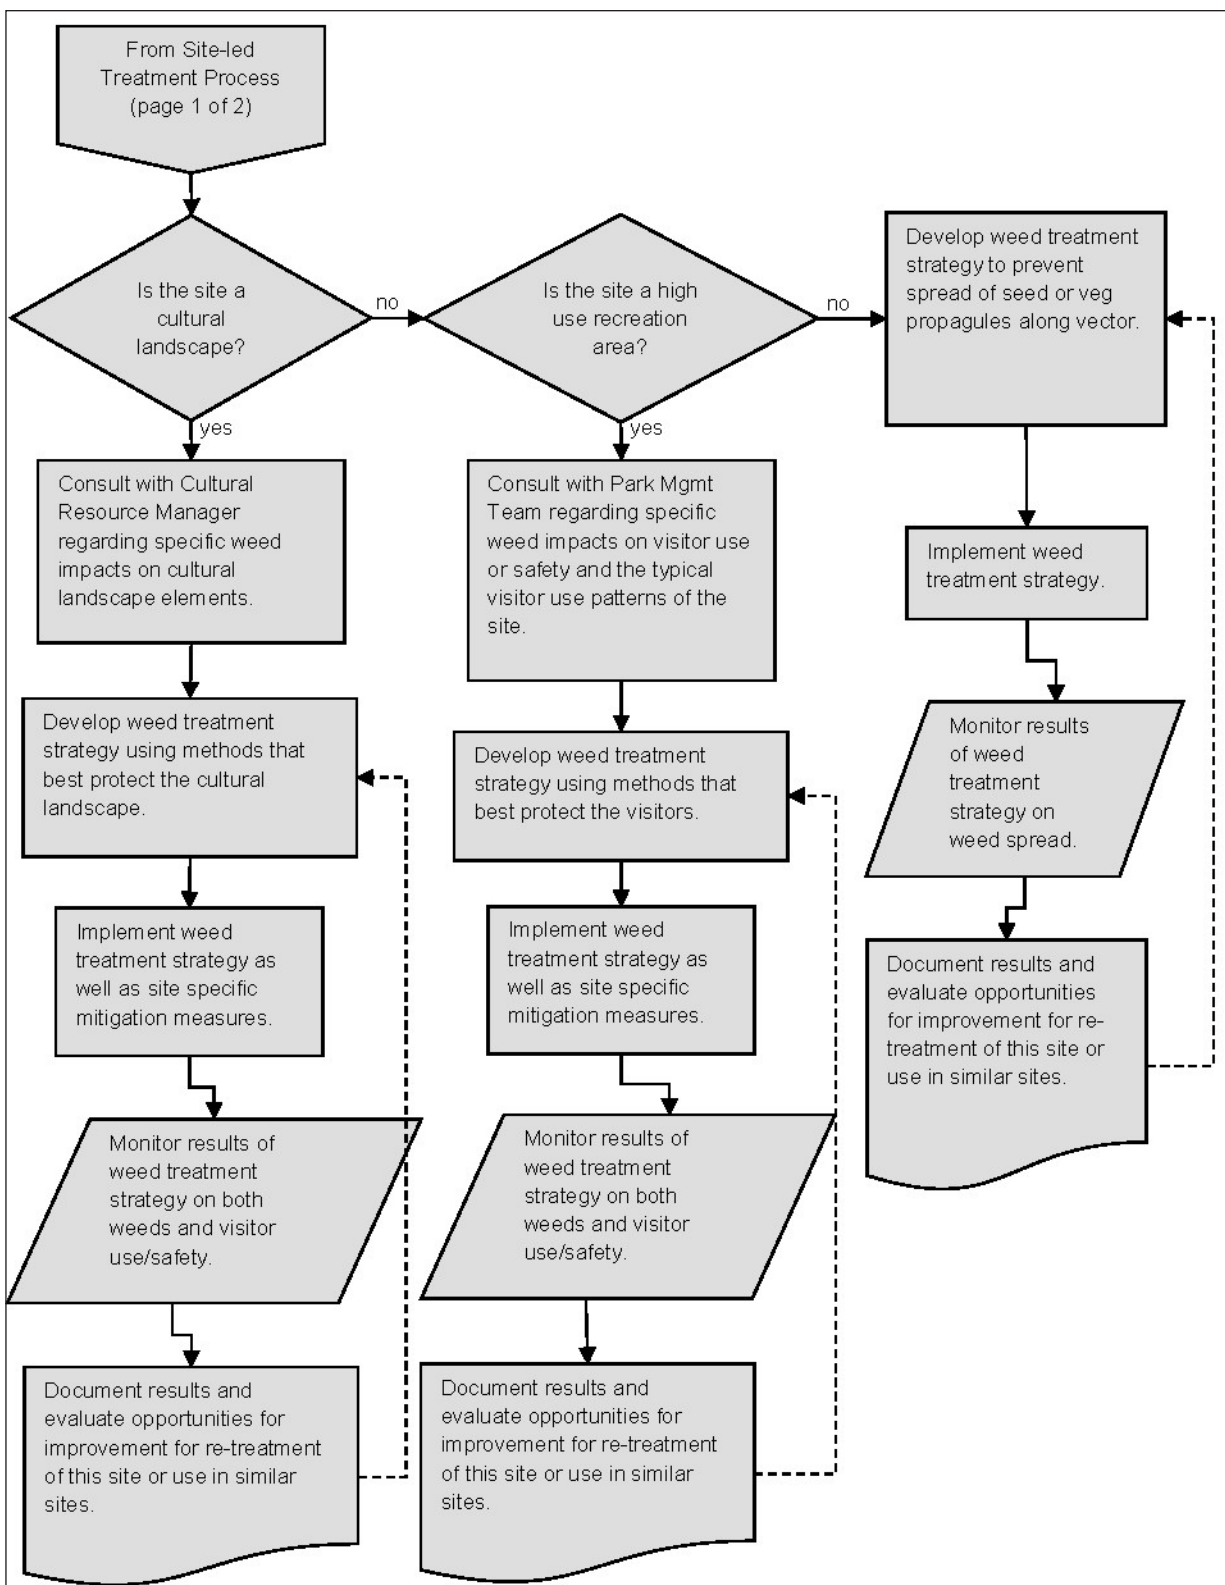 From Site-led
Treatment Process
(page 1 of 2)
Is the site a
cultural
landscape?
no
yes
Consult with Cultural
Resource Manager
regarding specific weed
impacts on cultural
landscape elements.
Develop weed treatment
strategy using methods that
best protect the cultural
landscape.
Implement weed
treatment strategy as
well as site specific
mitigation measures.
Monitor results of
weed treatment
strategy on both
weeds and visitor
use/safety.
Document results and
evaluate opportunities for
improvement for re-treatment
of this site or use in similar
sites.
Is the site a high
use recreation
area?
no
yes
Consult with Park Mgmt
Team regarding specific
weed impacts on visitor use
or safety and the typical
visitor use patterns of the
site.
Develop weed treatment
strategy using methods that
best protect the visitors.
Implement weed
treatment strategy as
well as site specific
mitigation measures.
Monitor results of
weed treatment
strategy on both
weeds and visitor
use/safety.
Document results and
evaluate opportunities for
improvement for re-treatment
of this site or use in similar
sites.
Develop weed treatment
strategy to prevent
spread of seed or veg
propagules along vector.
Implement weed
treatment strategy.
Monitor results
of weed
treatment
strategy on
weed spread.
Document results and
evaluate opportunities
for improvement for re-
treatment of this site or
use in similar sites.